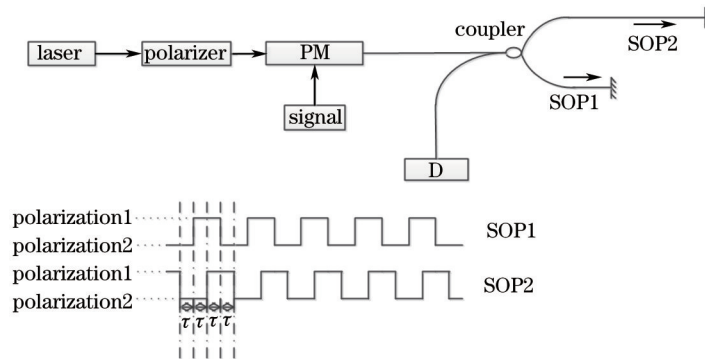 coupler
laser
polarizer
PM
SOP2
SOP1
signal
D
polarization1
SOP1
polarization2
polarization1
SOP2
polarization2
τ τ τ τ